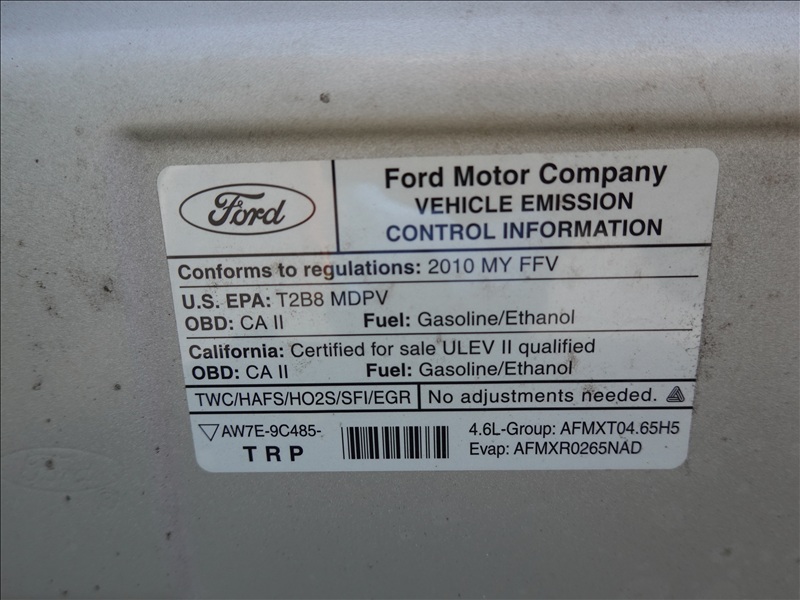 Ford
Ford Motor Company
VEHICLE EMISSION
CONTROL INFORMATION
Conforms to regulations: 2010 MY FFV
U.S. EPA: T2B8 MDPV
OBD: CA II Fuel: Gasoline/Ethanol
California: Certified for sale ULEV II qualified
OBD: CA II Fuel: Gasoline/Ethanol
TWC/HAFS/HO2S/SFI/EGR No adjustments needed.
AW7E-9C485- 4.6L-Group: AFMXT04.65H5
TRP Evap: AFMXR0265NAD